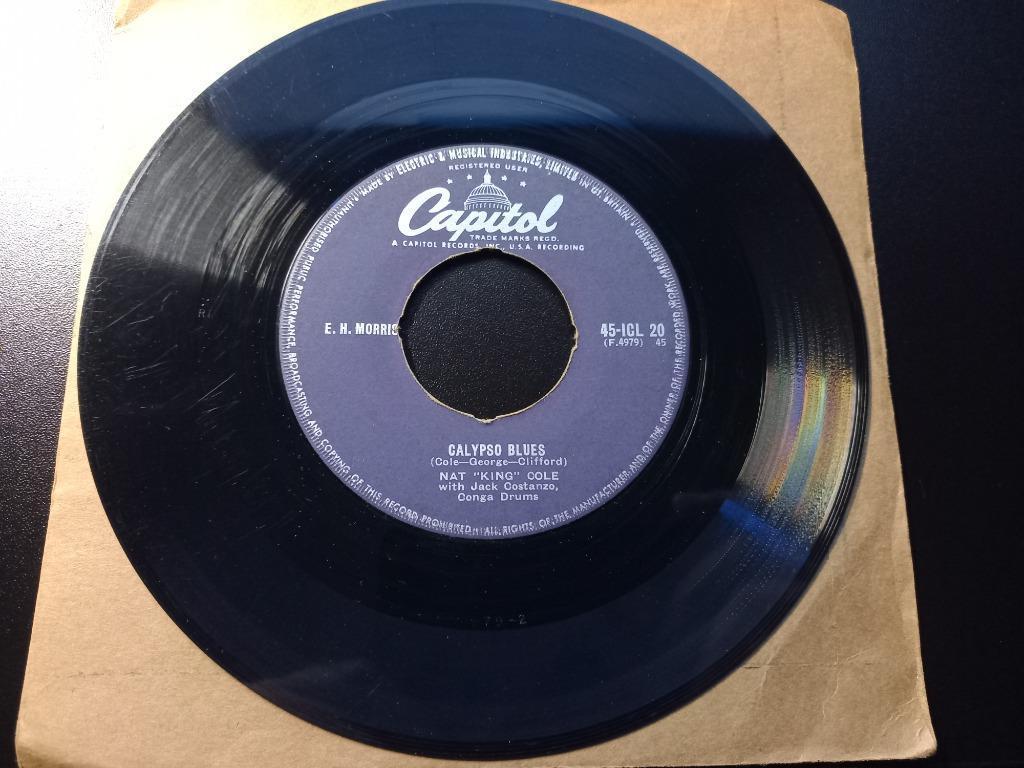 MADE BY ELECTRIC & MUSICAL INDUSTRIES, LIMITED IN GT. BRITAIN
REGISTERED USER
Capitol
TRADE MARKS REGD.
A CAPITOL RECORDS, INC., U.S.A. RECORDING
E. H. MORRIS
45-ICL 20
(F.4979) 45
CALYPSO BLUES
(Cole—George—Clifford)
NAT "KING" COLE
with Jack Costanzo,
Conga Drums
OF THE MANUFACTURER AND OF THE OWNER OF THE RECORDED WORK RESERVED
UNAUTHORISED PUBLIC PERFORMANCE, BROADCASTING AND COPYING OF THIS RECORD PROHIBITED ALL RIGHTS
79-2